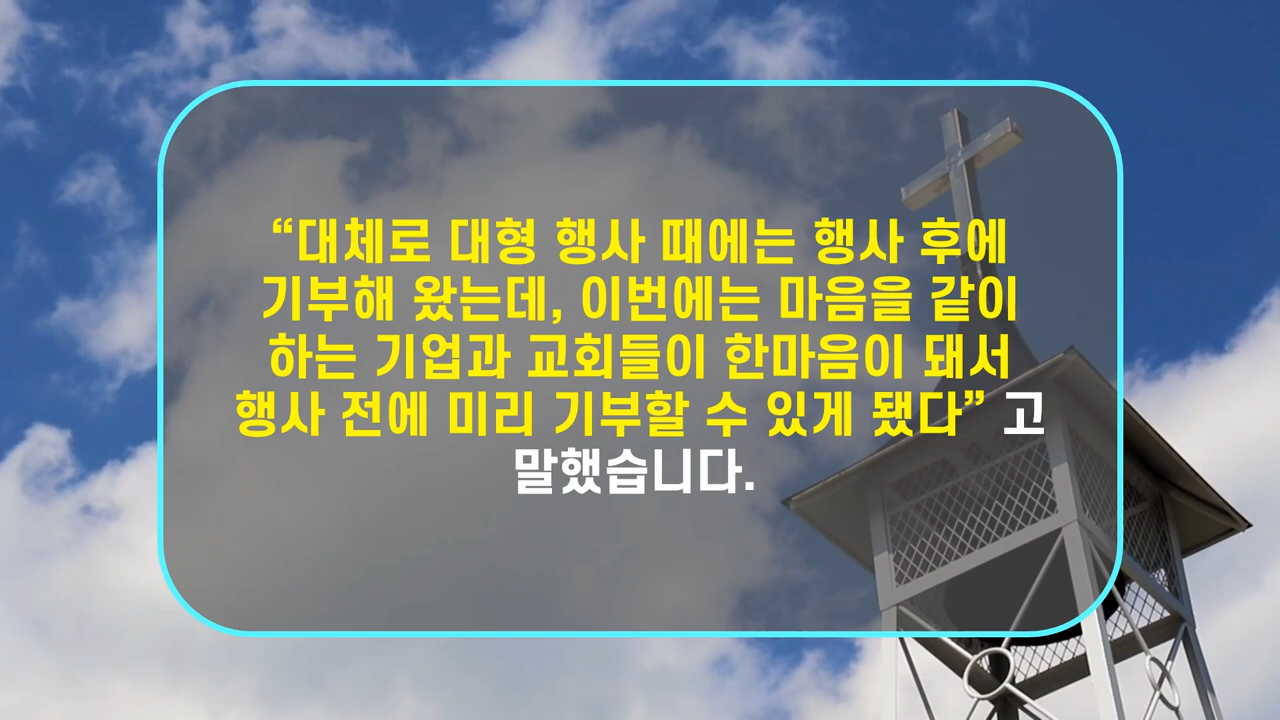 “대체로 대형 행사 때에는 행사 후에
기부해 왔는데, 이번에는 마음을 같이
하는 기업과 교회들이 한마음이 돼서
행사 전에 미리 기부할 수 있게 됐다” 고
말했습니다.